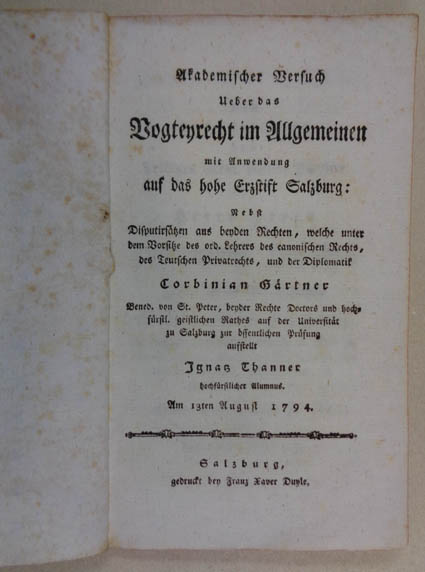 Akademischer Versuch
Ueber das
Vogteyrecht im Allgemeinen
mit Anwendung
auf das hohe Erzstift Salzburg:
Nebst
Disputirsätzen aus beyden Rechten, welche unter
dem Vorsitze des ord. Lehrers des canonischen Rechts,
des Teutschen Privatrechts, und der Diplomatik
Corbinian Gärtner
Bened. von St. Peter, beyder Rechte Doctors und hoch-
fürstl. geistlichen Rathes auf der Universität
zu Salzburg zur öffentlichen Prüfung
aufstellt
Ignatz Thanner
hochfürstlicher Alumnus.
Am 13ten August 1794.
Salzburg,
gedruckt bey Franz Xaver Duyle.